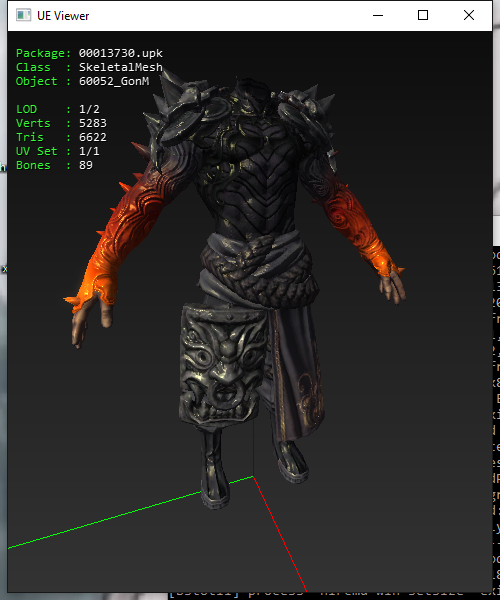 UE Viewer
Package: 00013730.upk
Class : SkeletalMesh
Object : 60052_GonM
LOD : 1/2
Verts : 5283
Tris : 6622
UV Set : 1/1
Bones : 89